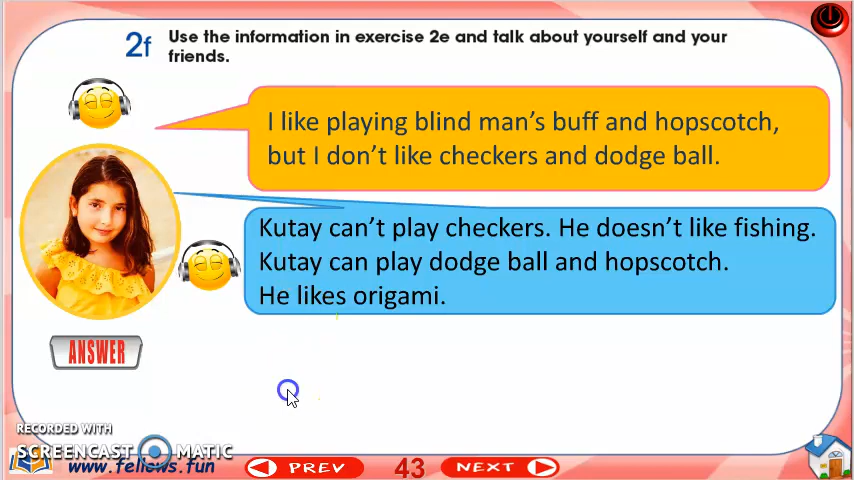 2f Use the information in exercise 2e and talk about yourself and your
friends.
I like playing blind man's buff and hopscotch,
but I don't like checkers and dodge ball.
Kutay can't play checkers. He doesn't like fishing.
Kutay can play dodge ball and hopscotch.
He likes origami.
ANSWER
RECORDED WITH
SCREENCAST MATIC
www.fellows.fun
PREV 43 NEXT